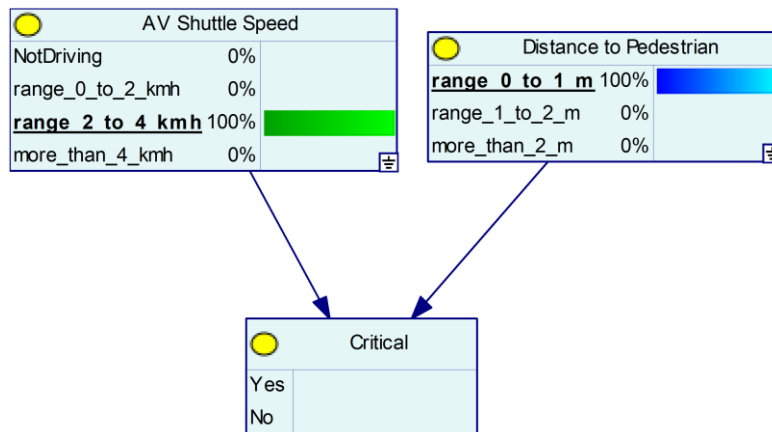 AV Shuttle Speed
NotDriving 0%
range_0_to_2_kmh 0%
range_2_to_4_kmh 100%
more_than_4_kmh 0%
Distance to Pedestrian
range_0_to_1_m 100%
range_1_to_2_m 0%
more_than_2_m 0%
Critical
Yes
No